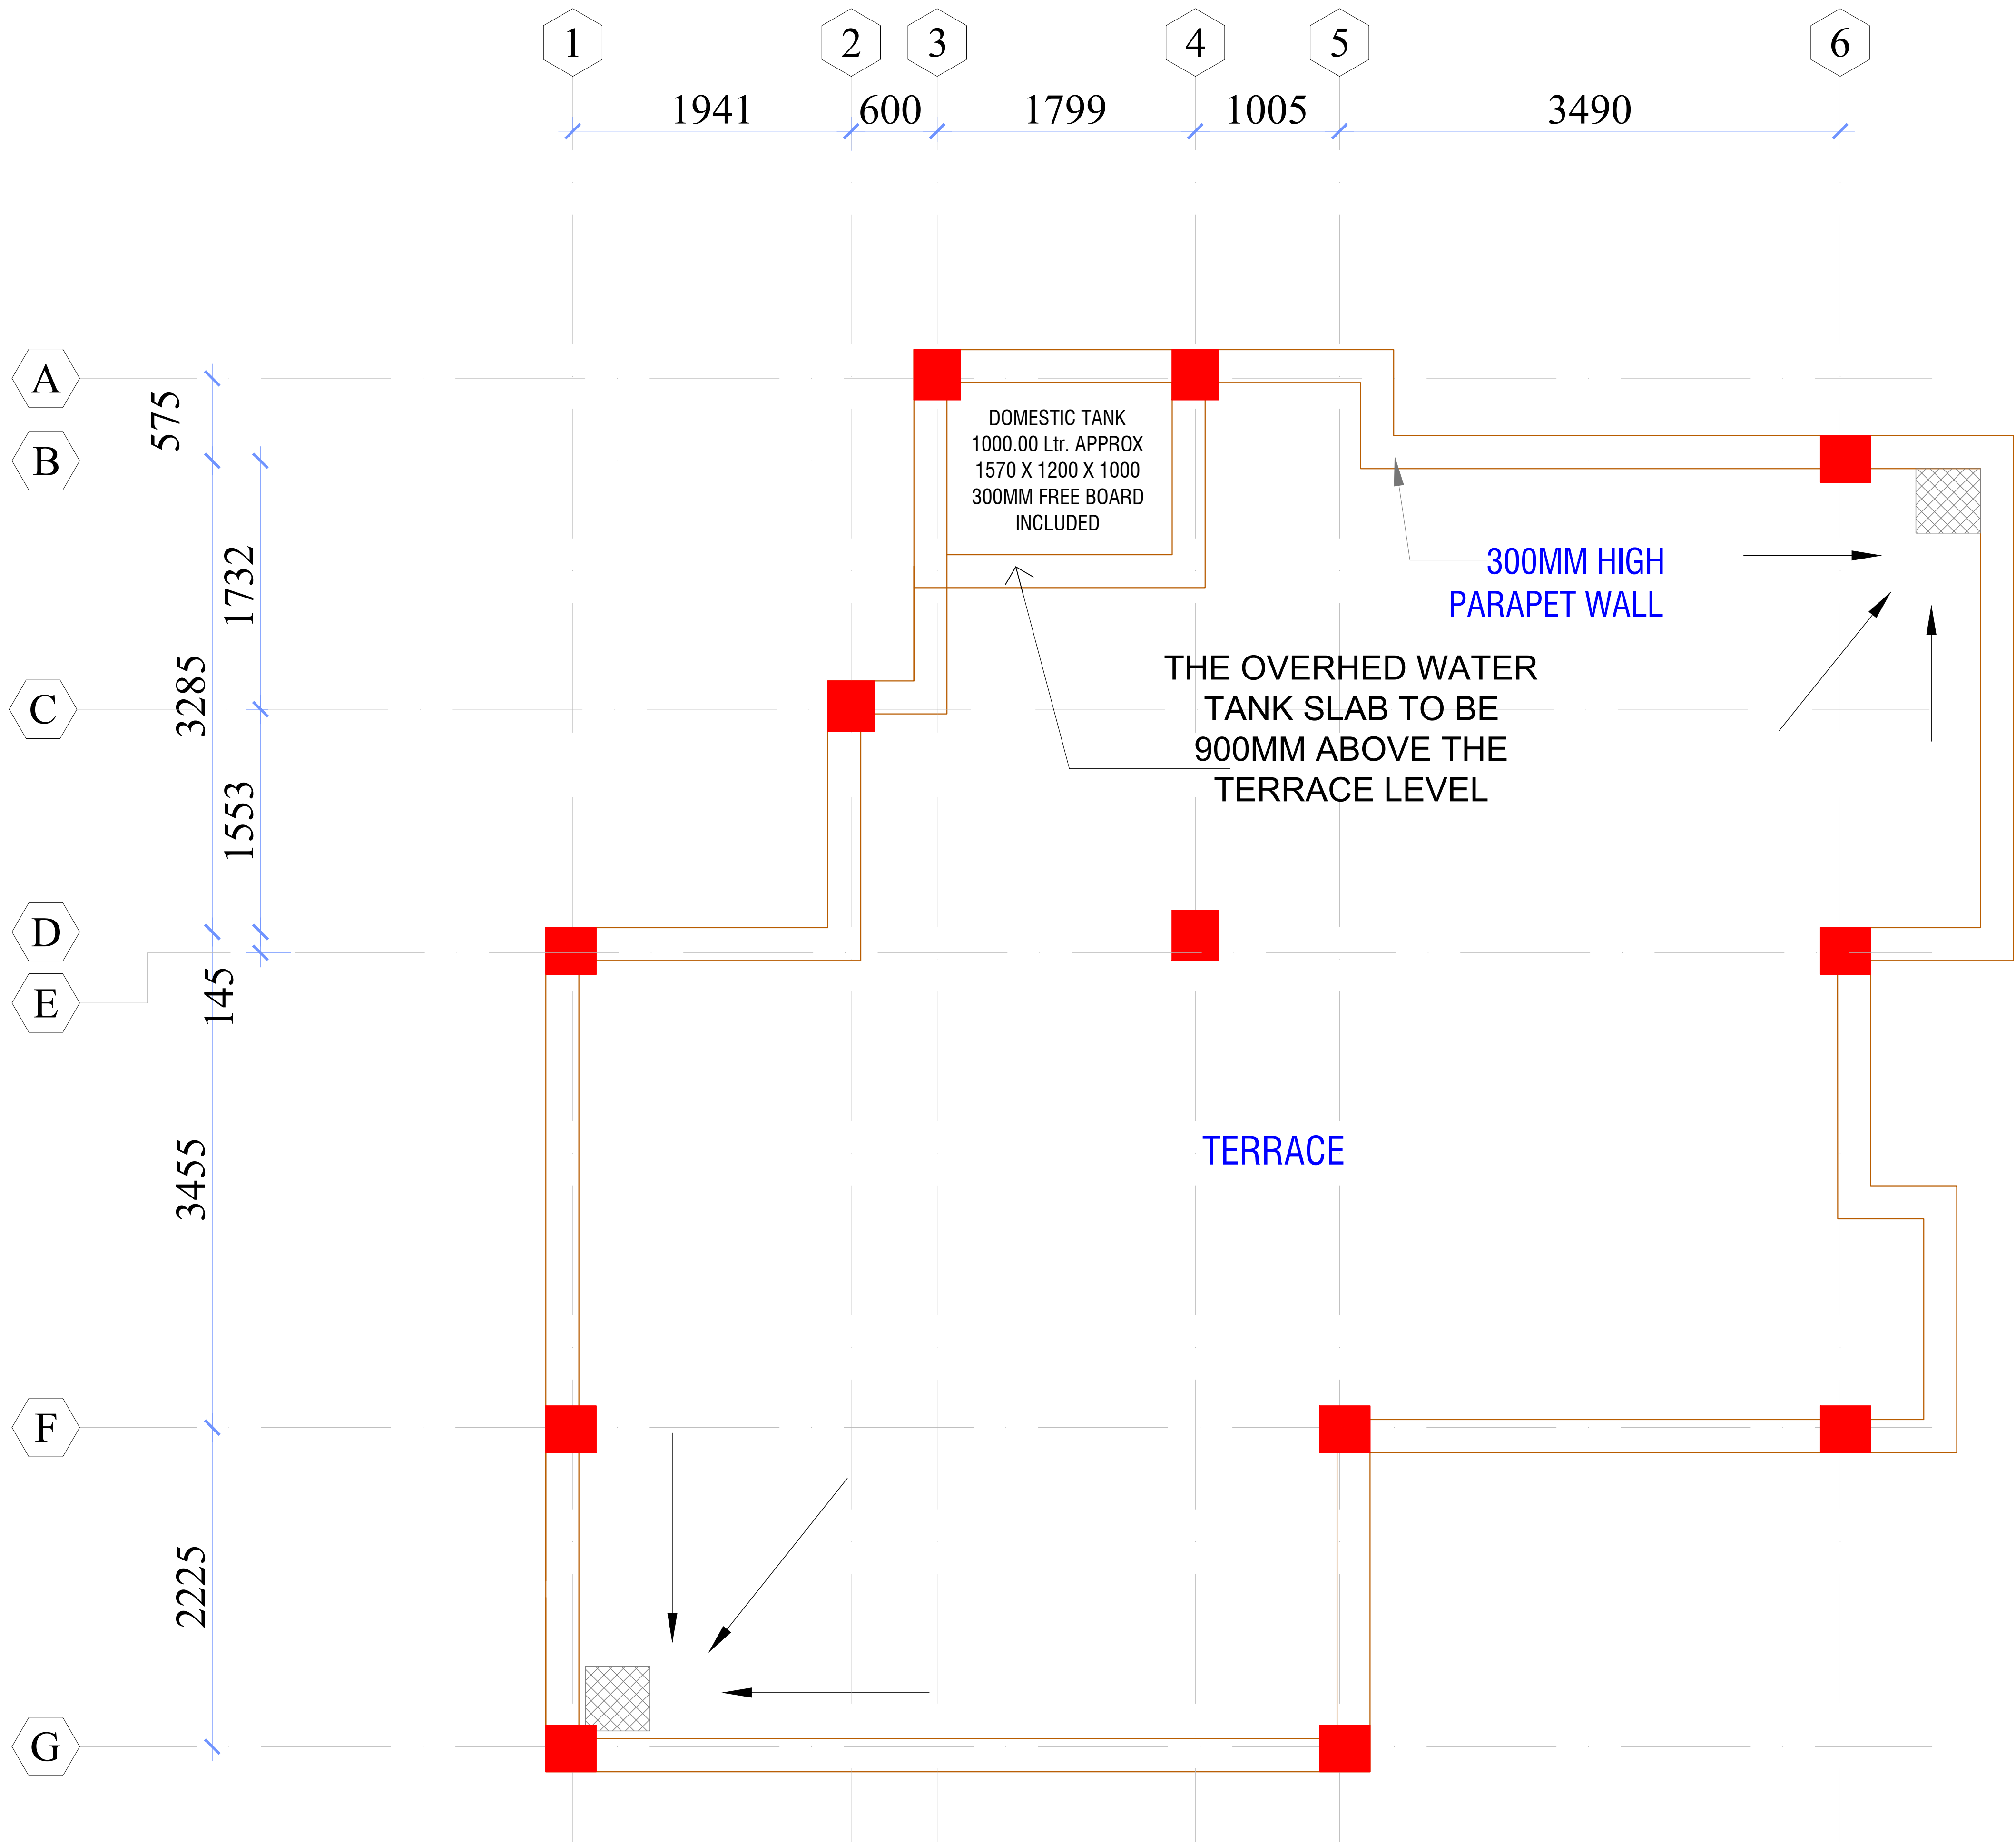 1 2 3 4 5 6
1941 600 1799 1005 3490
A
B
C
D
E
F
G
575
1732
3285
1553
145
3455
2225
DOMESTIC TANK
1000.00 Ltr. APPROX
1570 X 1200 X 1000
300MM FREE BOARD
INCLUDED
300MM HIGH
PARAPET WALL
THE OVERHED WATER
TANK SLAB TO BE
900MM ABOVE THE
TERRACE LEVEL
TERRACE